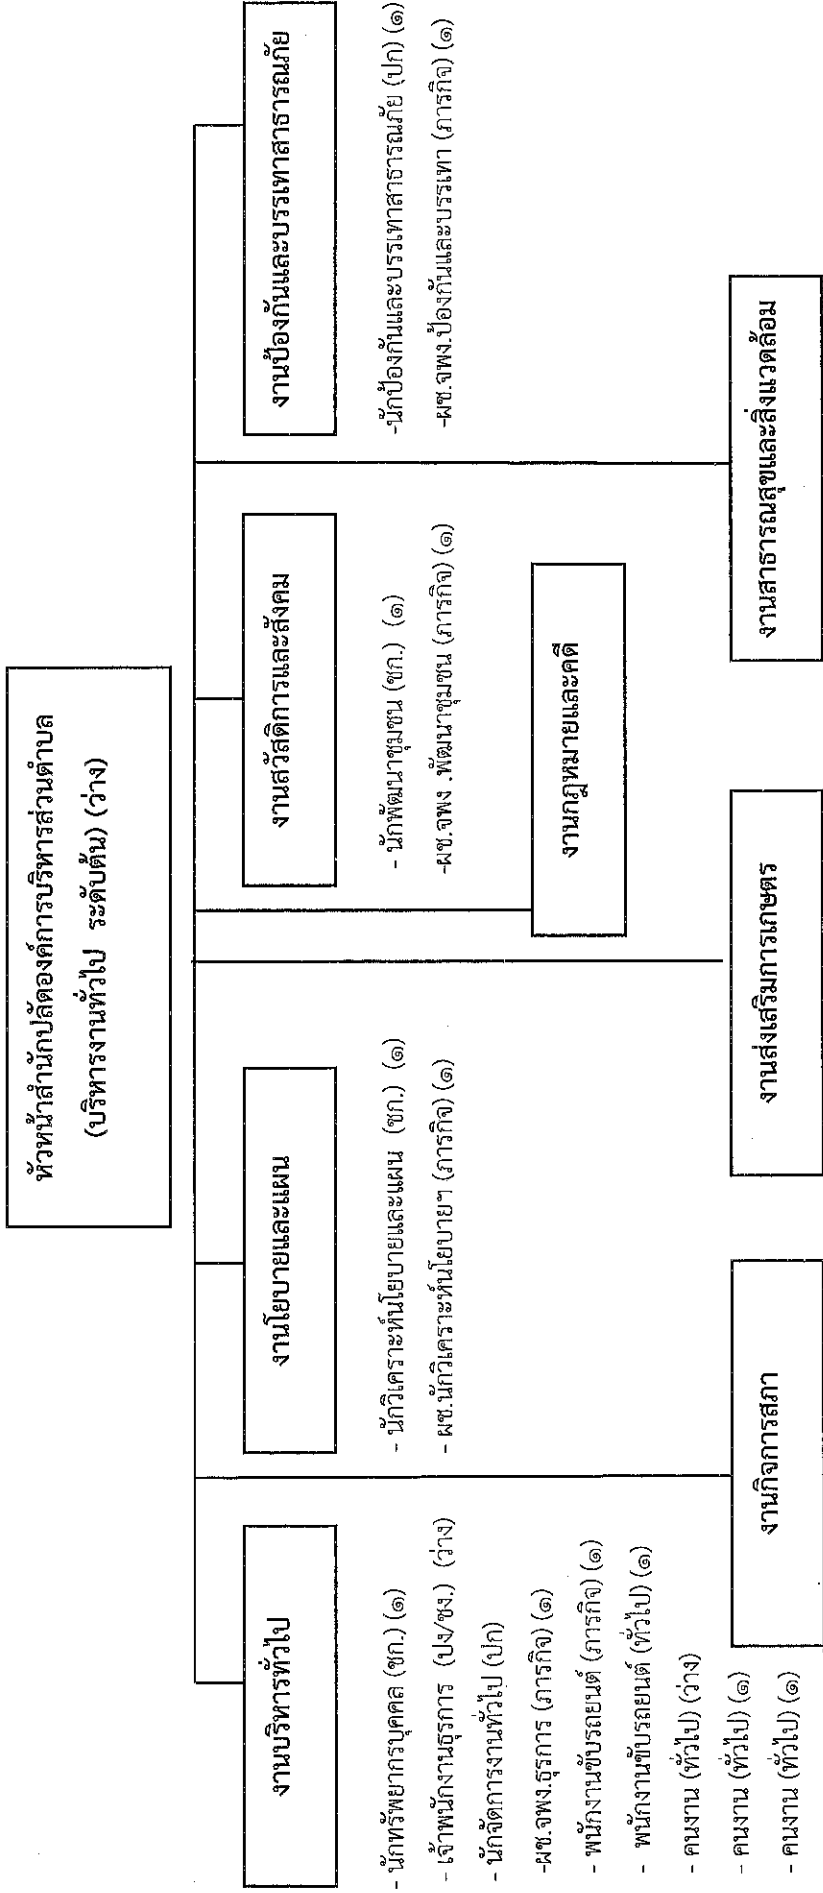 หัวหน้าสำนักปลัดองค์การบริหารส่วนตำบล
(บริหารงานทั่วไป ระดับต้น) (ว่าง)
งานบริหารทั่วไป
- นักทรัพยากรบุคคล (ชก.) (๑)
- เจ้าพนักงานธุรการ (ปง/ชง.) (ว่าง)
- นักจัดการงานทั่วไป (ปก)
-ผช.จพง.ธุรการ (ภารกิจ) (๑)
- พนักงานขับรถยนต์ (ภารกิจ) (๑)
- พนักงานขับรถยนต์ (ทั่วไป) (๑)
- คนงาน (ทั่วไป) (ว่าง)
- คนงาน (ทั่วไป) (๑)
- คนงาน (ทั่วไป) (๑)
งานนโยบายและแผน
- นักวิเคราะห์นโยบายและแผน (ชก.) (๑)
- ผช.นักวิเคราะห์นโยบายฯ (ภารกิจ) (๑)
งานสวัสดิการและสังคม
- นักพัฒนาชุมชน (ชก.) (๑)
-ผช.จพง .พัฒนาชุมชน (ภารกิจ) (๑)
งานป้องกันและบรรเทาสาธารณภัย
-นักป้องกันและบรรเทาสาธารณภัย (ปก) (๑)
-ผช.จพง.ป้องกันและบรรเทา (ภารกิจ) (๑)
งานกฎหมายและคดี
งานกิจการสภา
งานส่งเสริมการเกษตร
งานสาธารณสุขและสิ่งแวดล้อม